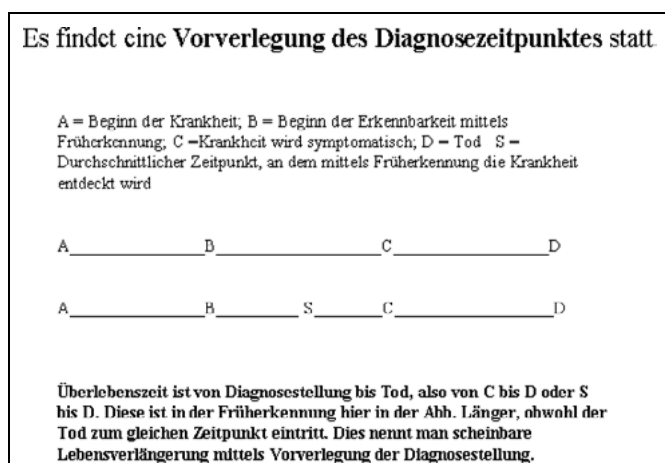 Es findet eine Vorverlegung des Diagnosezeitpunktes statt
A = Beginn der Krankheit; B = Beginn der Erkennbarkeit mittels
Früherkennung; C =Krankheit wird symptomatisch; D = Tod S =
Durchschnittlicher Zeitpunkt, an dem mittels Früherkennung die Krankheit
entdeckt wird
A______________B_________________C________________D
A______________B________ S_______C________________D
Überlebenszeit ist von Diagnosestellung bis Tod, also von C bis D oder S
bis D. Diese ist in der Früherkennung hier in der Abb. Länger, obwohl der
Tod zum gleichen Zeitpunkt eintritt. Dies nennt man scheinbare
Lebensverlängerung mittels Vorverlegung der Diagnosestellung.